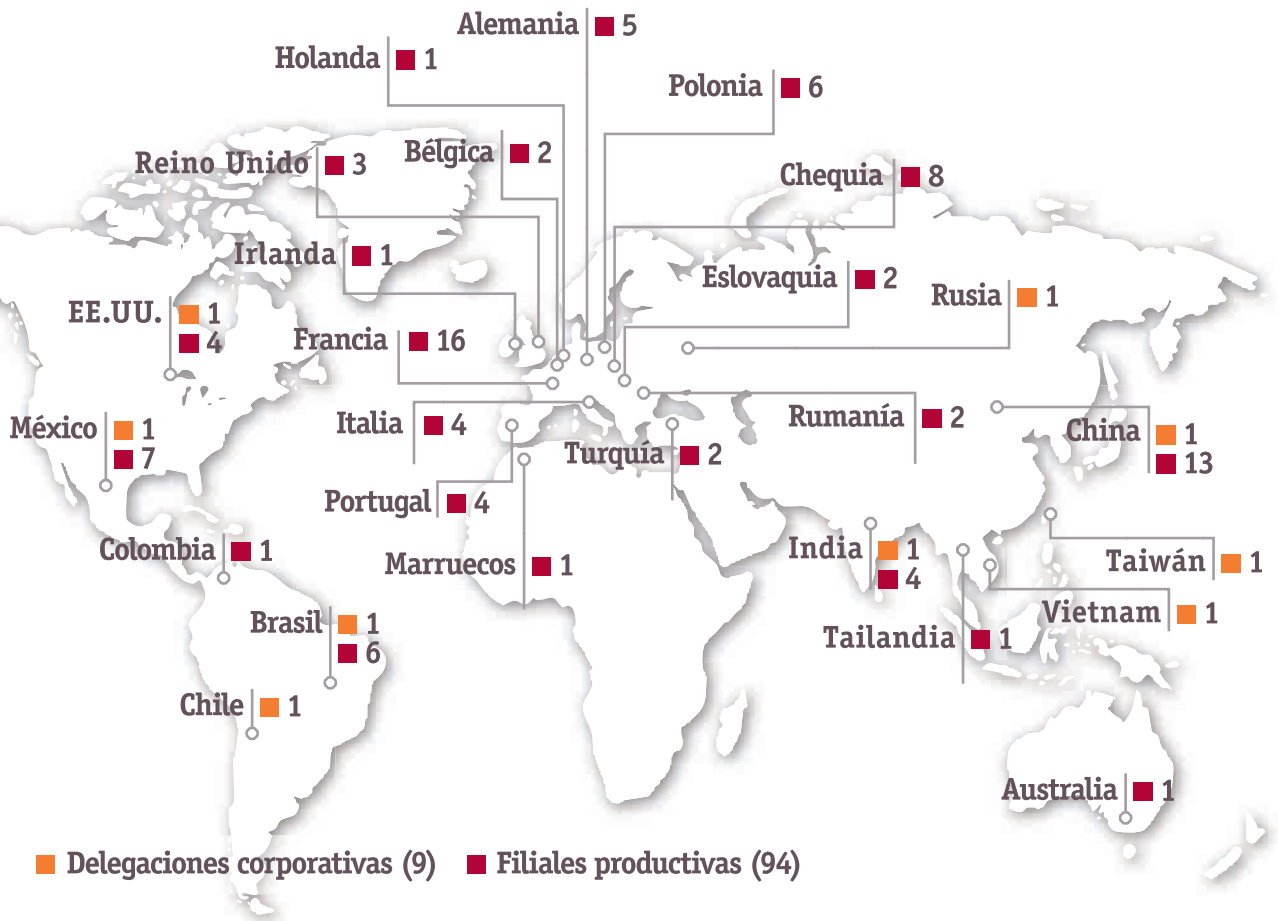 Alemania 5
Holanda 1
Polonia 6
Reino Unido 3
Bélgica 2
Chequia 8
Irlanda 1
Eslovaquia 2
Rusia 1
EE.UU. 1
4
Francia 16
México 1
7
Italia 4
Rumanía 2
China 1
13
Turquía 2
Portugal 4
Colombia 1
Marruecos 1
India 1
4
Taiwán 1
Brasil 1
6
Vietnam 1
Tailandia 1
Chile 1
Australia 1
Delegaciones corporativas (9) Filiales productivas (94)